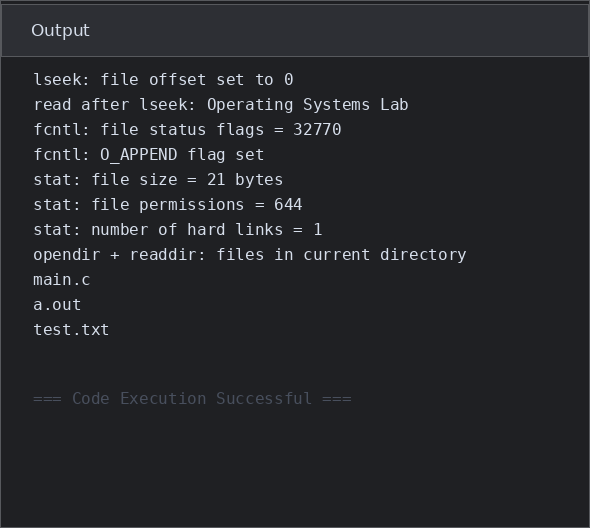 Output
lseek: file offset set to 0
read after lseek: Operating Systems Lab
fcntl: file status flags = 32770
fcntl: O_APPEND flag set
stat: file size = 21 bytes
stat: file permissions = 644
stat: number of hard links = 1
opendir + readdir: files in current directory
main.c
a.out
test.txt
=== Code Execution Successful ===